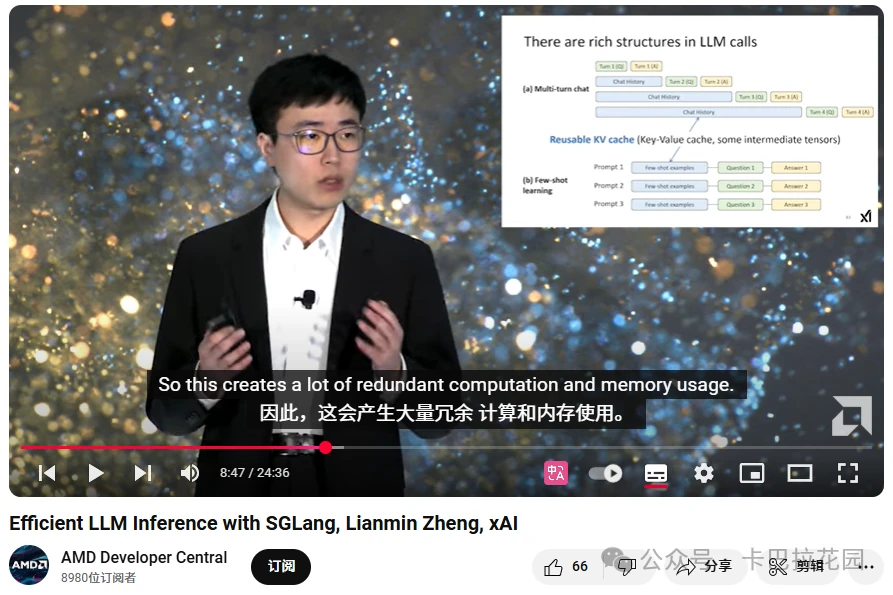 There are rich structures in LLM calls
Turn 1 (Q) Turn 1 (A)
(a) Multi-turn chat
Chat History Turn 2 (Q) Turn 2 (A)
Chat History Turn 3 (Q) Turn 3 (A)
Chat History Turn 4 (Q) Turn 4 (A)
Reusable KV cache (Key-Value cache, some intermediate tensors)
(b) Few-shot learning
Prompt 1 Few shot examples Question 1 Answer 1
Prompt 2 Few shot examples Question 2 Answer 2
Prompt 3 Few shot examples Question 3 Answer 3
xI
So this creates a lot of redundant computation and memory usage.
因此，这会产生大量冗余 计算和内存使用。
8:47 / 24:36
中 A
Efficient LLM Inference with SGLang, Lianmin Zheng, xAI
AMD
AMD Developer Central
8980位订阅者
订阅
66
分享
剪辑
公众号 卡巴拉花园